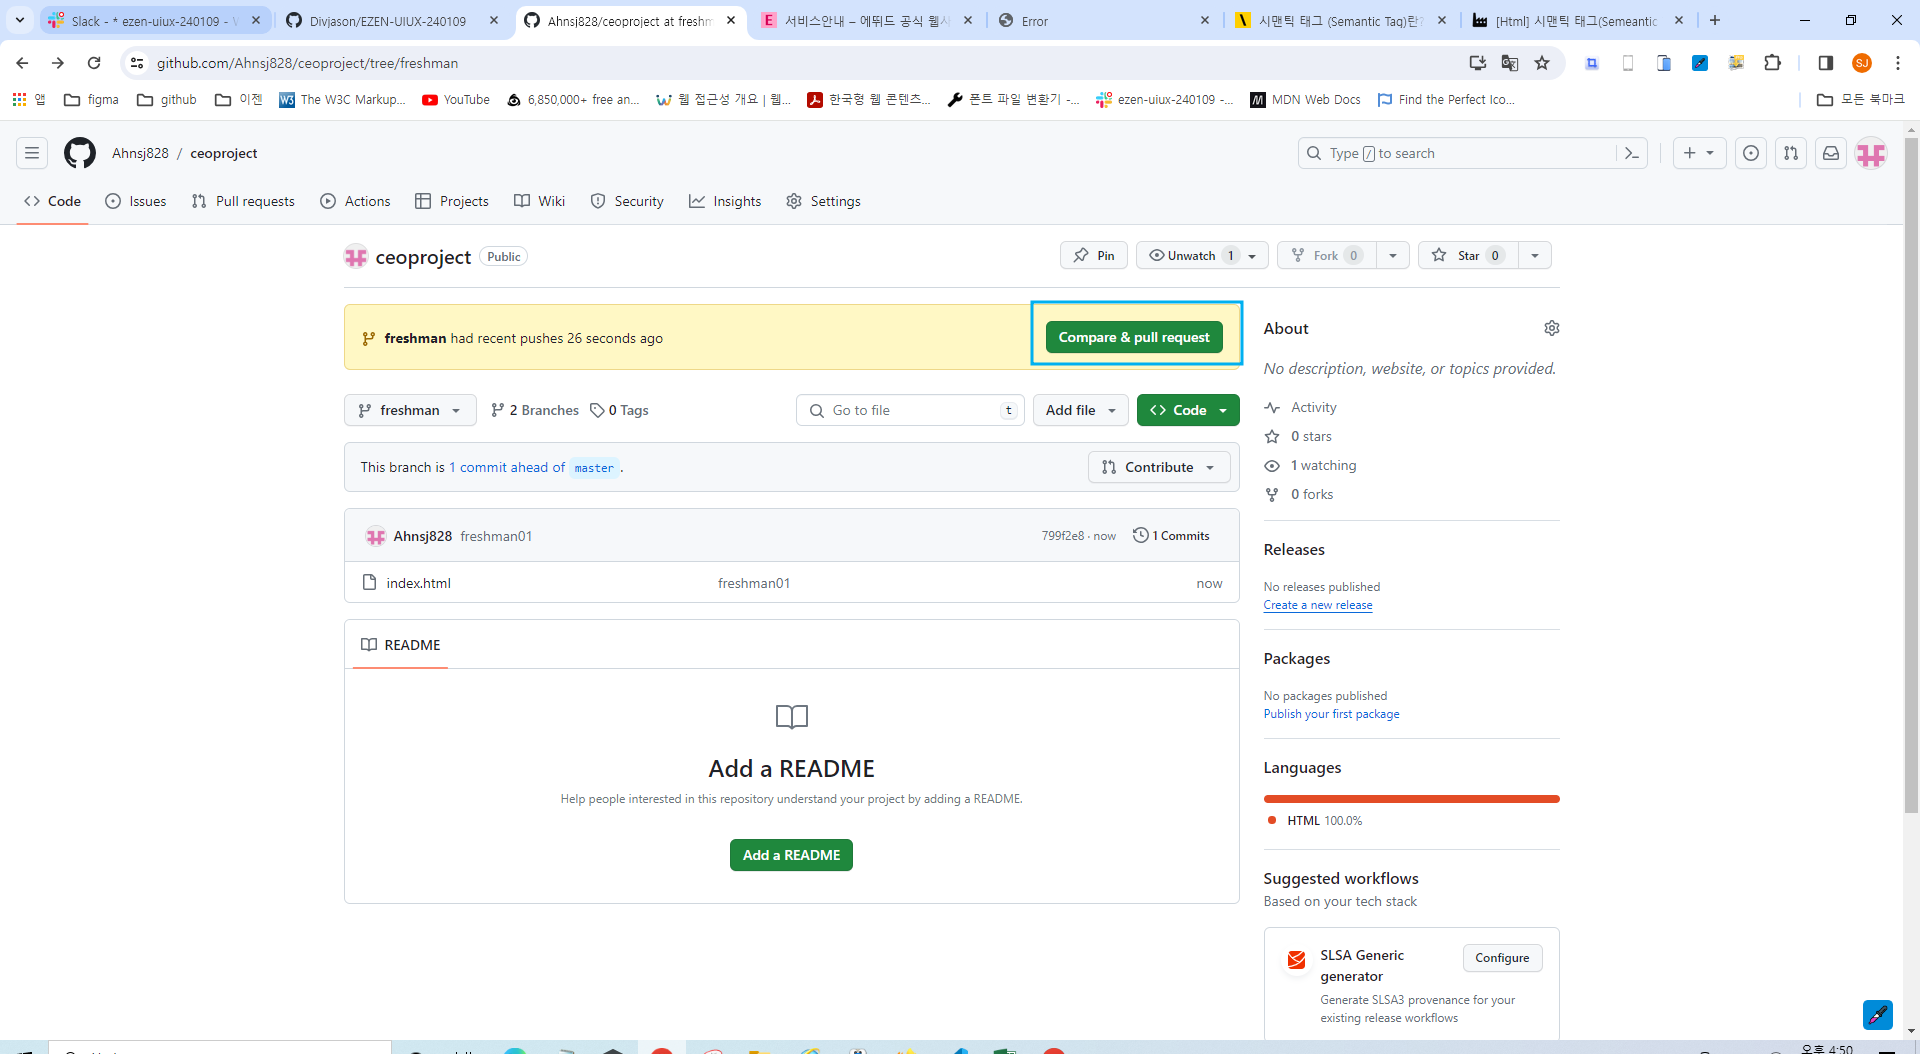 Slack - * ezen-uiux-240109 -
Divjason/EZEN-UIUX-240109
Ahnsj828/ceoproject at freshm
서비스안내 – 에뛰드 공식 웹사
Error
시맨틱 태그 (Semantic Tag)란?
[Html] 시맨틱 태그(Semeantic
github.com/Ahnsj828/ceoproject/tree/freshman
SJ
앱
figma
github
이젠
The W3C Markup...
YouTube
6,850,000+ free an...
웹 접근성 개요 | 웹...
한국형 웹 콘텐츠...
폰트 파일 변환기 -...
ezen-uiux-240109 -...
MDN Web Docs
Find the Perfect Ico...
모든 북마크
Ahnsj828 / ceoproject
Type / to search
Code
Issues
Pull requests
Actions
Projects
Wiki
Security
Insights
Settings
ceoproject Public
Pin
Unwatch 1
Fork 0
Star 0
freshman had recent pushes 26 seconds ago
Compare & pull request
freshman
2 Branches
0 Tags
Go to file t
Add file
Code
This branch is 1 commit ahead of master .
Contribute
Ahnsj828 freshman01
799f2e8 · now
1 Commits
index.html
freshman01
now
README
Add a README
Help people interested in this repository understand your project by adding a README.
Add a README
About
No description, website, or topics provided.
Activity
0 stars
1 watching
0 forks
Releases
No releases published
Create a new release
Packages
No packages published
Publish your first package
Languages
HTML 100.0%
Suggested workflows
Based on your tech stack
SLSA Generic
generator
Configure
Generate SLSA3 provenance for your
existing release workflows
오후 4:50